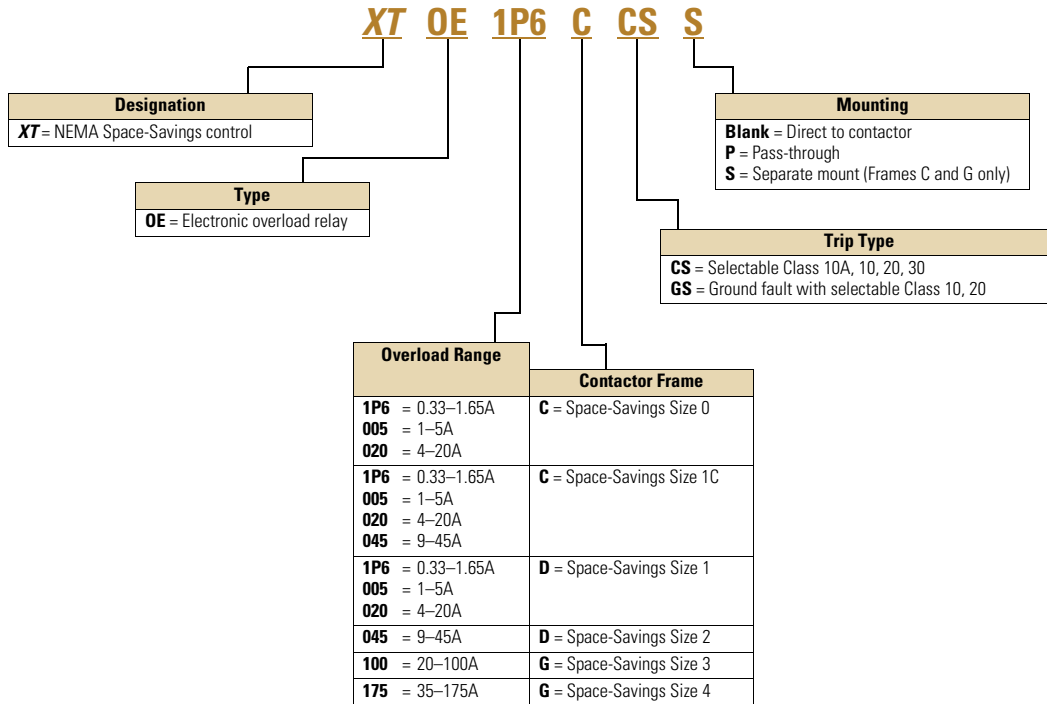 XT OE 1P6 C CS S
Designation
XT = NEMA Space-Savings control
Type
OE = Electronic overload relay
Mounting
Blank = Direct to contactor
P = Pass-through
S = Separate mount (Frames C and G only)
Trip Type
CS = Selectable Class 10A, 10, 20, 30
GS = Ground fault with selectable Class 10, 20
Overload Range
Contactor Frame
1P6 = 0.33–1.65A C = Space-Savings Size 0
005 = 1–5A
020 = 4–20A
1P6 = 0.33–1.65A C = Space-Savings Size 1C
005 = 1–5A
020 = 4–20A
045 = 9–45A
1P6 = 0.33–1.65A D = Space-Savings Size 1
005 = 1–5A
020 = 4–20A
045 = 9–45A D = Space-Savings Size 2
100 = 20–100A G = Space-Savings Size 3
175 = 35–175A G = Space-Savings Size 4